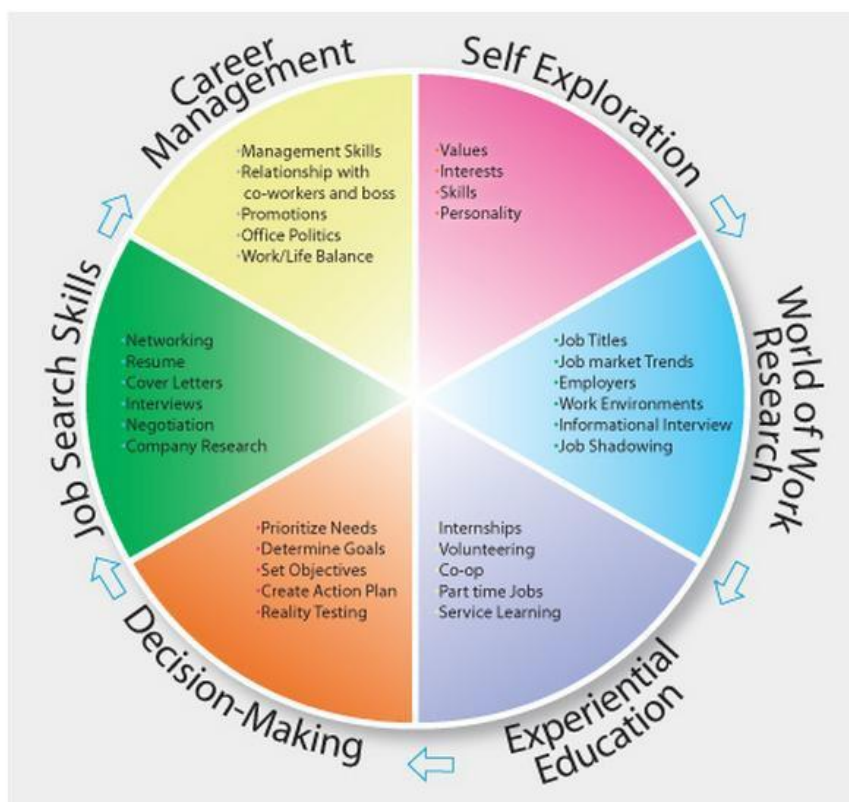 Self Exploration
•Values
•Interests
•Skills
•Personality
World of Work
Research
•Job Titles
•Job market Trends
•Employers
•Work Environments
•Informational Interview
•Job Shadowing
Experiential
Education
Internships
Volunteering
Co-op
Part time Jobs
Service Learning
Decision-Making
•Prioritize Needs
•Determine Goals
•Set Objectives
•Create Action Plan
•Reality Testing
Job Search Skills
•Networking
•Resume
•Cover Letters
•Interviews
•Negotiation
•Company Research
Career
Management
•Management Skills
•Relationship with
co-workers and boss
•Promotions
•Office Politics
•Work/Life Balance